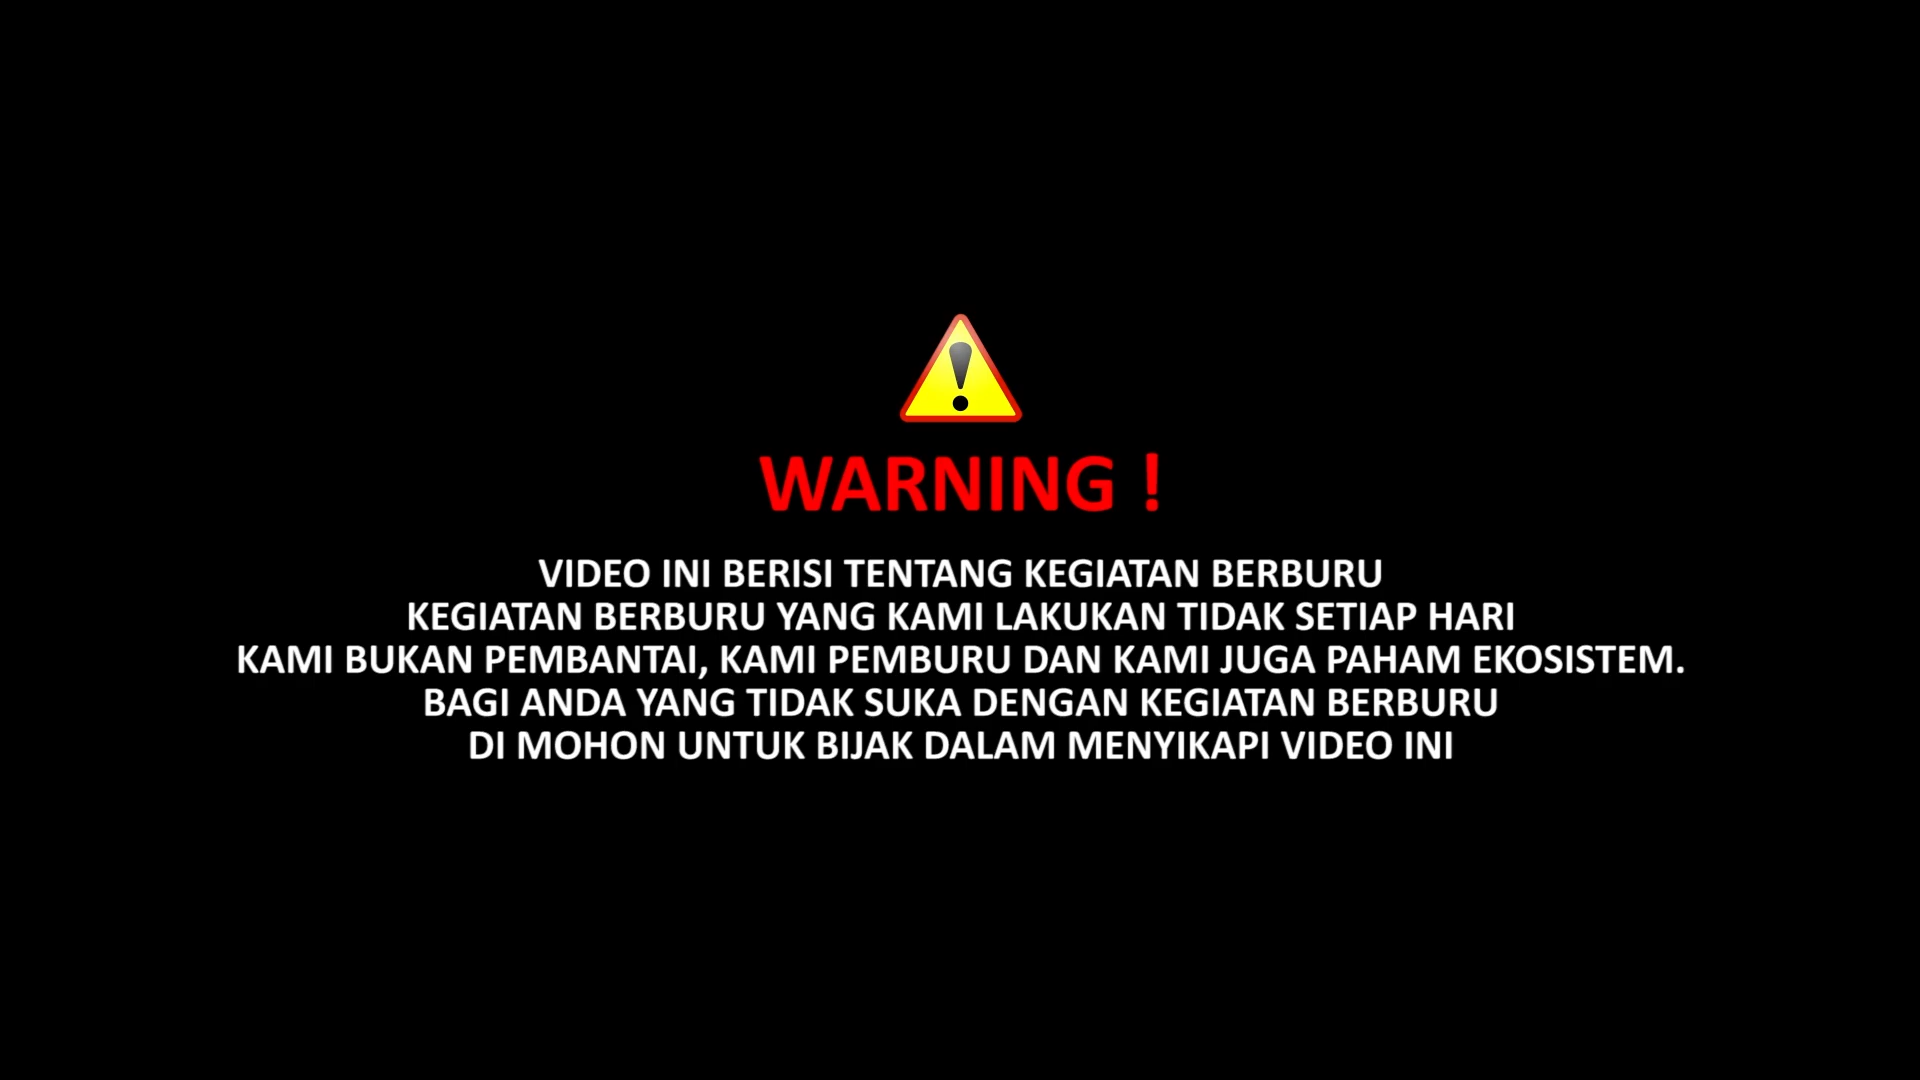 WARNING !
VIDEO INI BERISI TENTANG KEGIATAN BERBURU
KEGIATAN BERBURU YANG KAMI LAKUKAN TIDAK SETIAP HARI
KAMI BUKAN PEMBANTAI, KAMI PEMBURU DAN KAMI JUGA PAHAM EKOSISTEM.
BAGI ANDA YANG TIDAK SUKA DENGAN KEGIATAN BERBURU
DI MOHON UNTUK BIJAK DALAM MENYIKAPI VIDEO INI